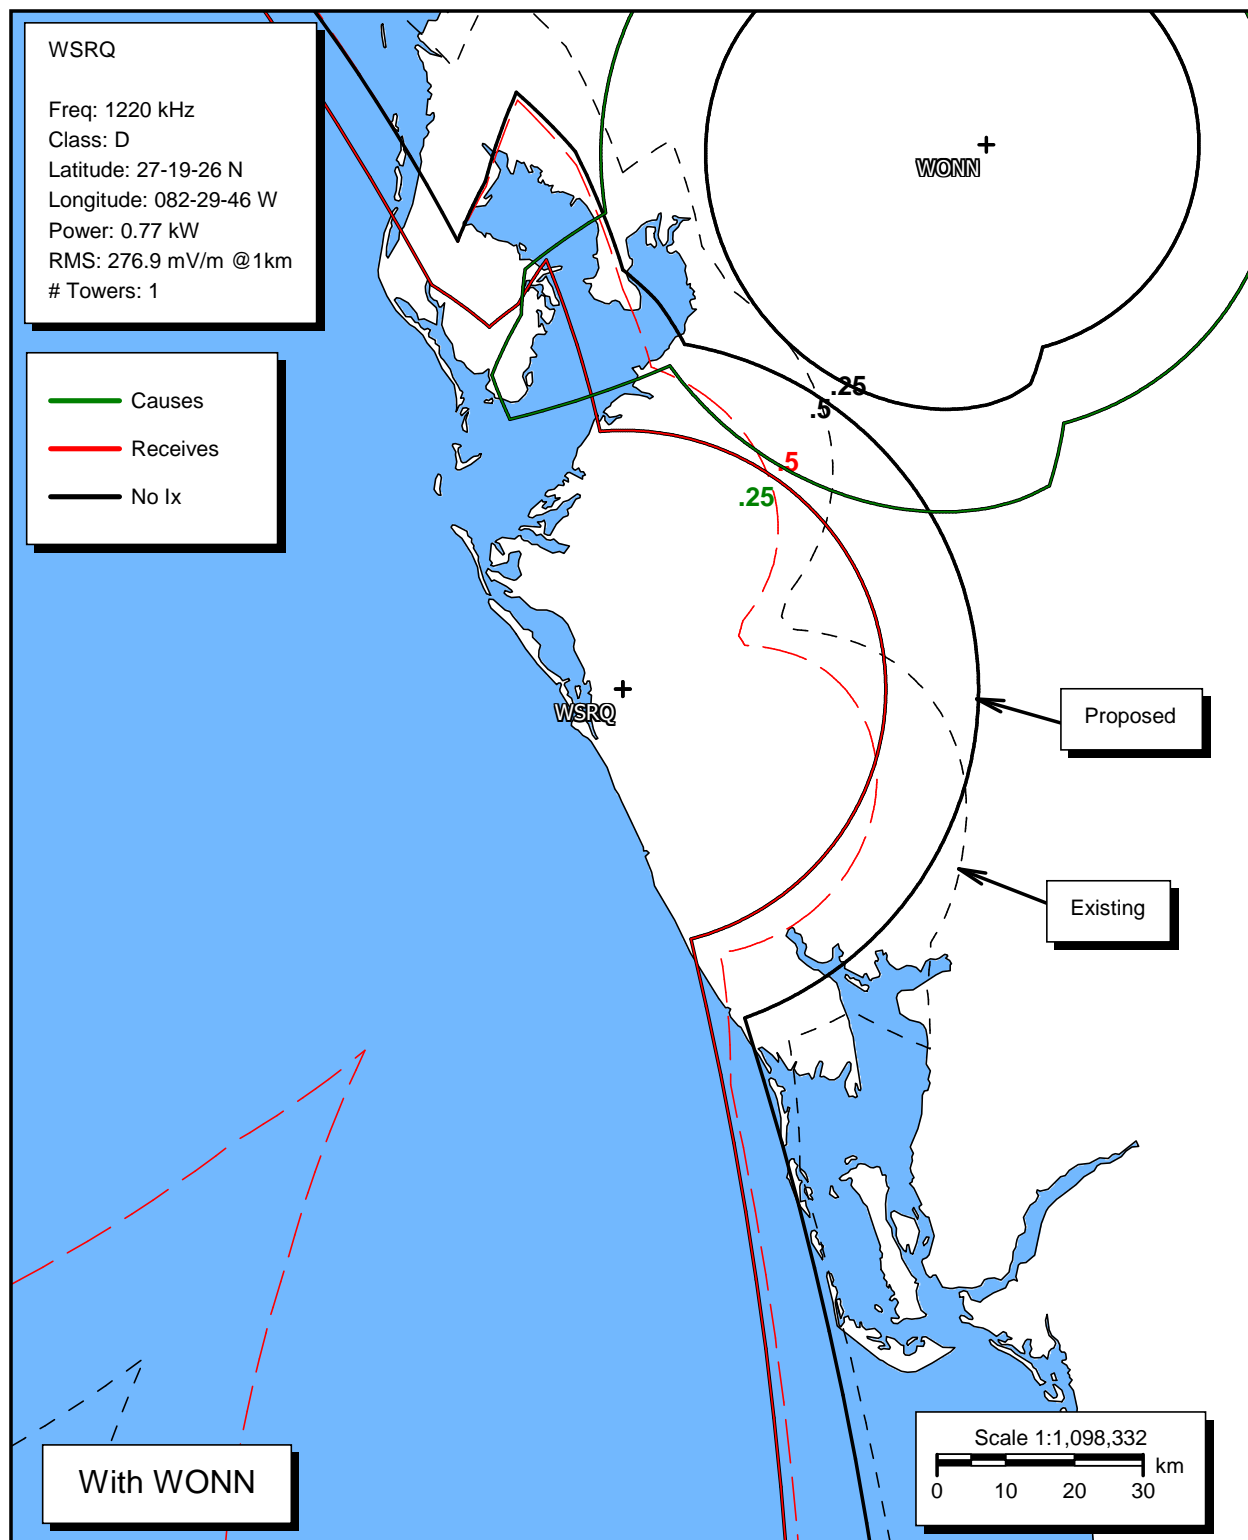 WSRQ
Freq: 1220 kHz
Class: D
Latitude: 27-19-26 N
Longitude: 082-29-46 W
Power: 0.77 kW
RMS: 276.9 mV/m @1km
# Towers: 1
Causes
Receives
No Ix
WONN
.25
.5
.5
.25
WSRQ
Proposed
Existing
With WONN
Scale 1:1,098,332
km
0 10 20 30